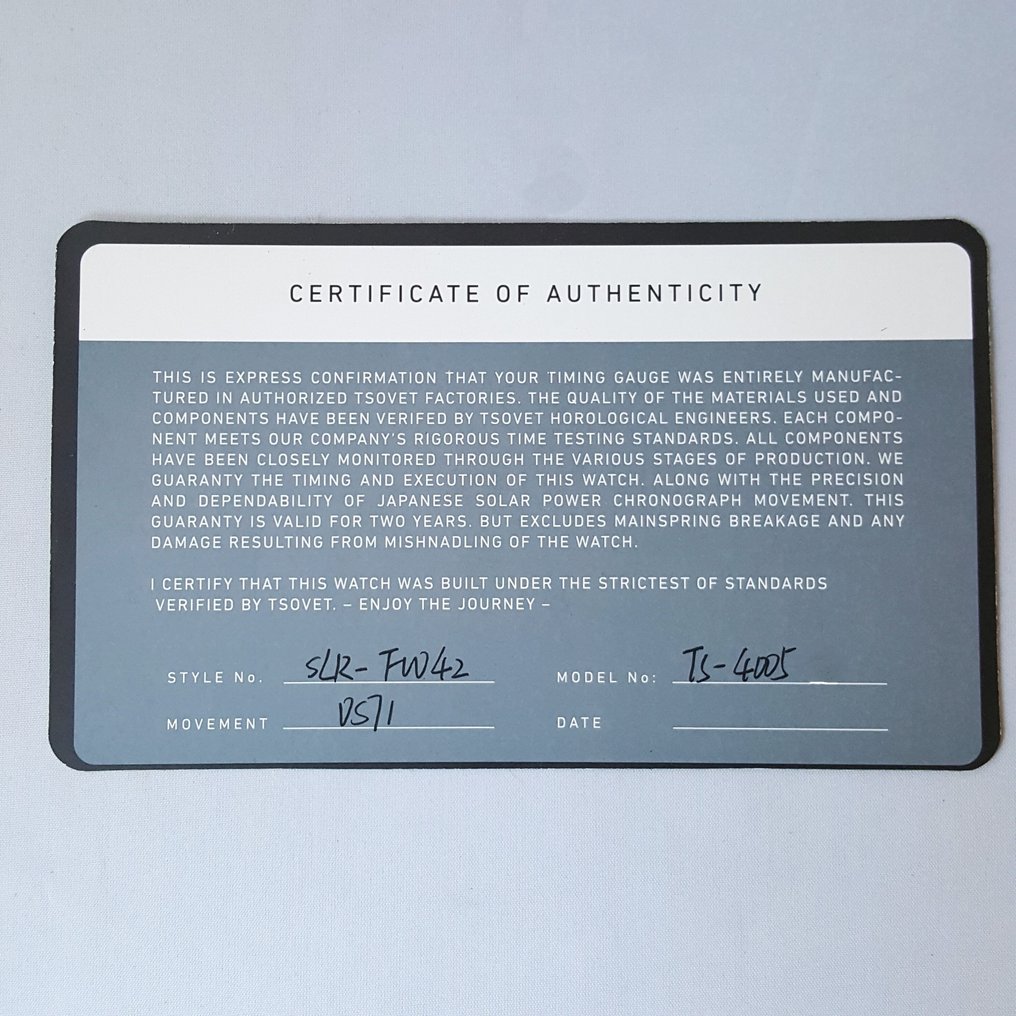 CERTIFICATE OF AUTHENTICITY
THIS IS EXPRESS CONFIRMATION THAT YOUR TIMING GAUGE WAS ENTIRELY MANUFAC-
TURED IN AUTHORIZED TSOVET FACTORIES. THE QUALITY OF THE MATERIALS USED AND
COMPONENTS HAVE BEEN VERIFED BY TSOVET HOROLOGICAL ENGINEERS. EACH COMPO-
NENT MEETS OUR COMPANY'S RIGOROUS TIME TESTING STANDARDS. ALL COMPONENTS
HAVE BEEN CLOSELY MONITORED THROUGH THE VARIOUS STAGES OF PRODUCTION. WE
GUARANTY THE TIMING AND EXECUTION OF THIS WATCH. ALONG WITH THE PRECISION
AND DEPENDABILITY OF JAPANESE SOLAR POWER CHRONOGRAPH MOVEMENT. THIS
GUARANTY IS VALID FOR TWO YEARS. BUT EXCLUDES MAINSPRING BREAKAGE AND ANY
DAMAGE RESULTING FROM MISHNADLING OF THE WATCH.
I CERTIFY THAT THIS WATCH WAS BUILT UNDER THE STRICTEST OF STANDARDS
VERIFIED BY TSOVET. – ENJOY THE JOURNEY –
STYLE No. SLR-FW42 MODEL No: TS-4005
MOVEMENT DS71 DATE